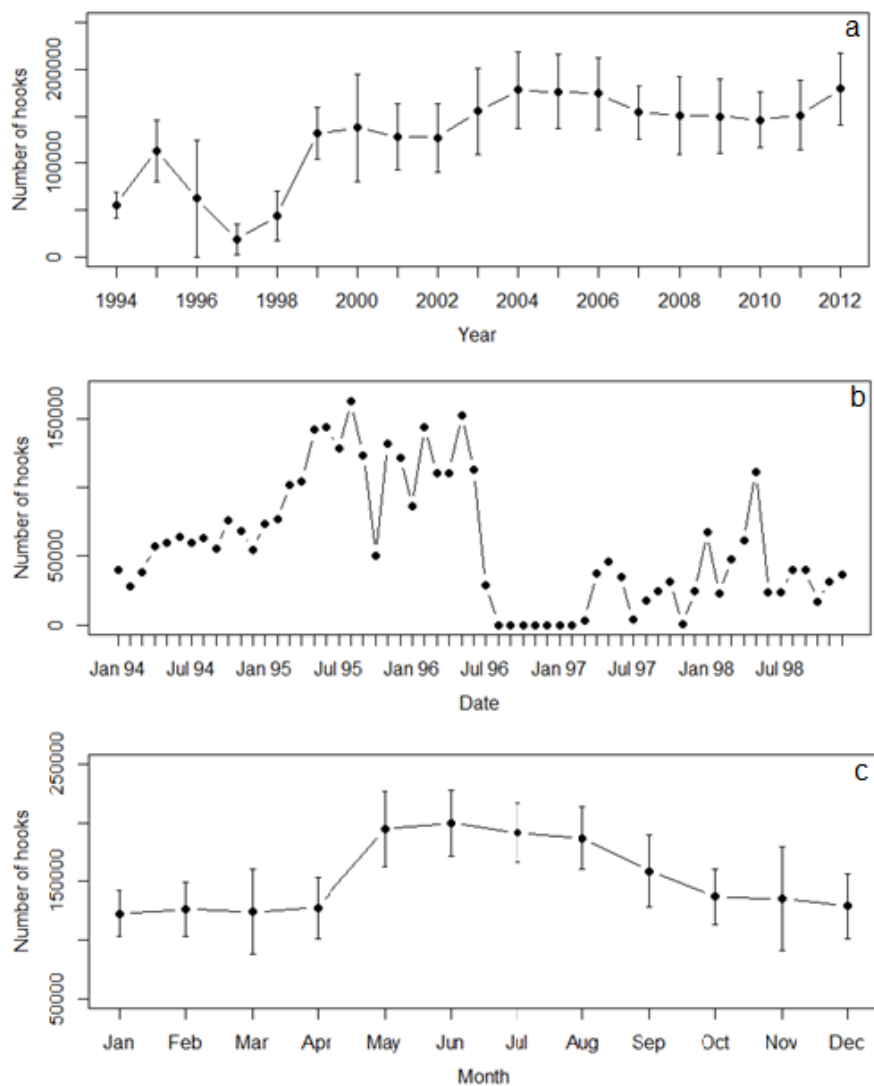 a
Number of hooks
0
100000
200000
1994 1996 1998 2000 2002 2004 2006 2008 2010 2012
Year
b
Number of hooks
0
50000
150000
Jan 94 Jul 94 Jan 95 Jul 95 Jan 96 Jul 96 Jan 97 Jul 97 Jan 98 Jul 98
Date
c
Number of hooks
50000
150000
250000
Jan Feb Mar Apr May Jun Jul Aug Sep Oct Nov Dec
Month